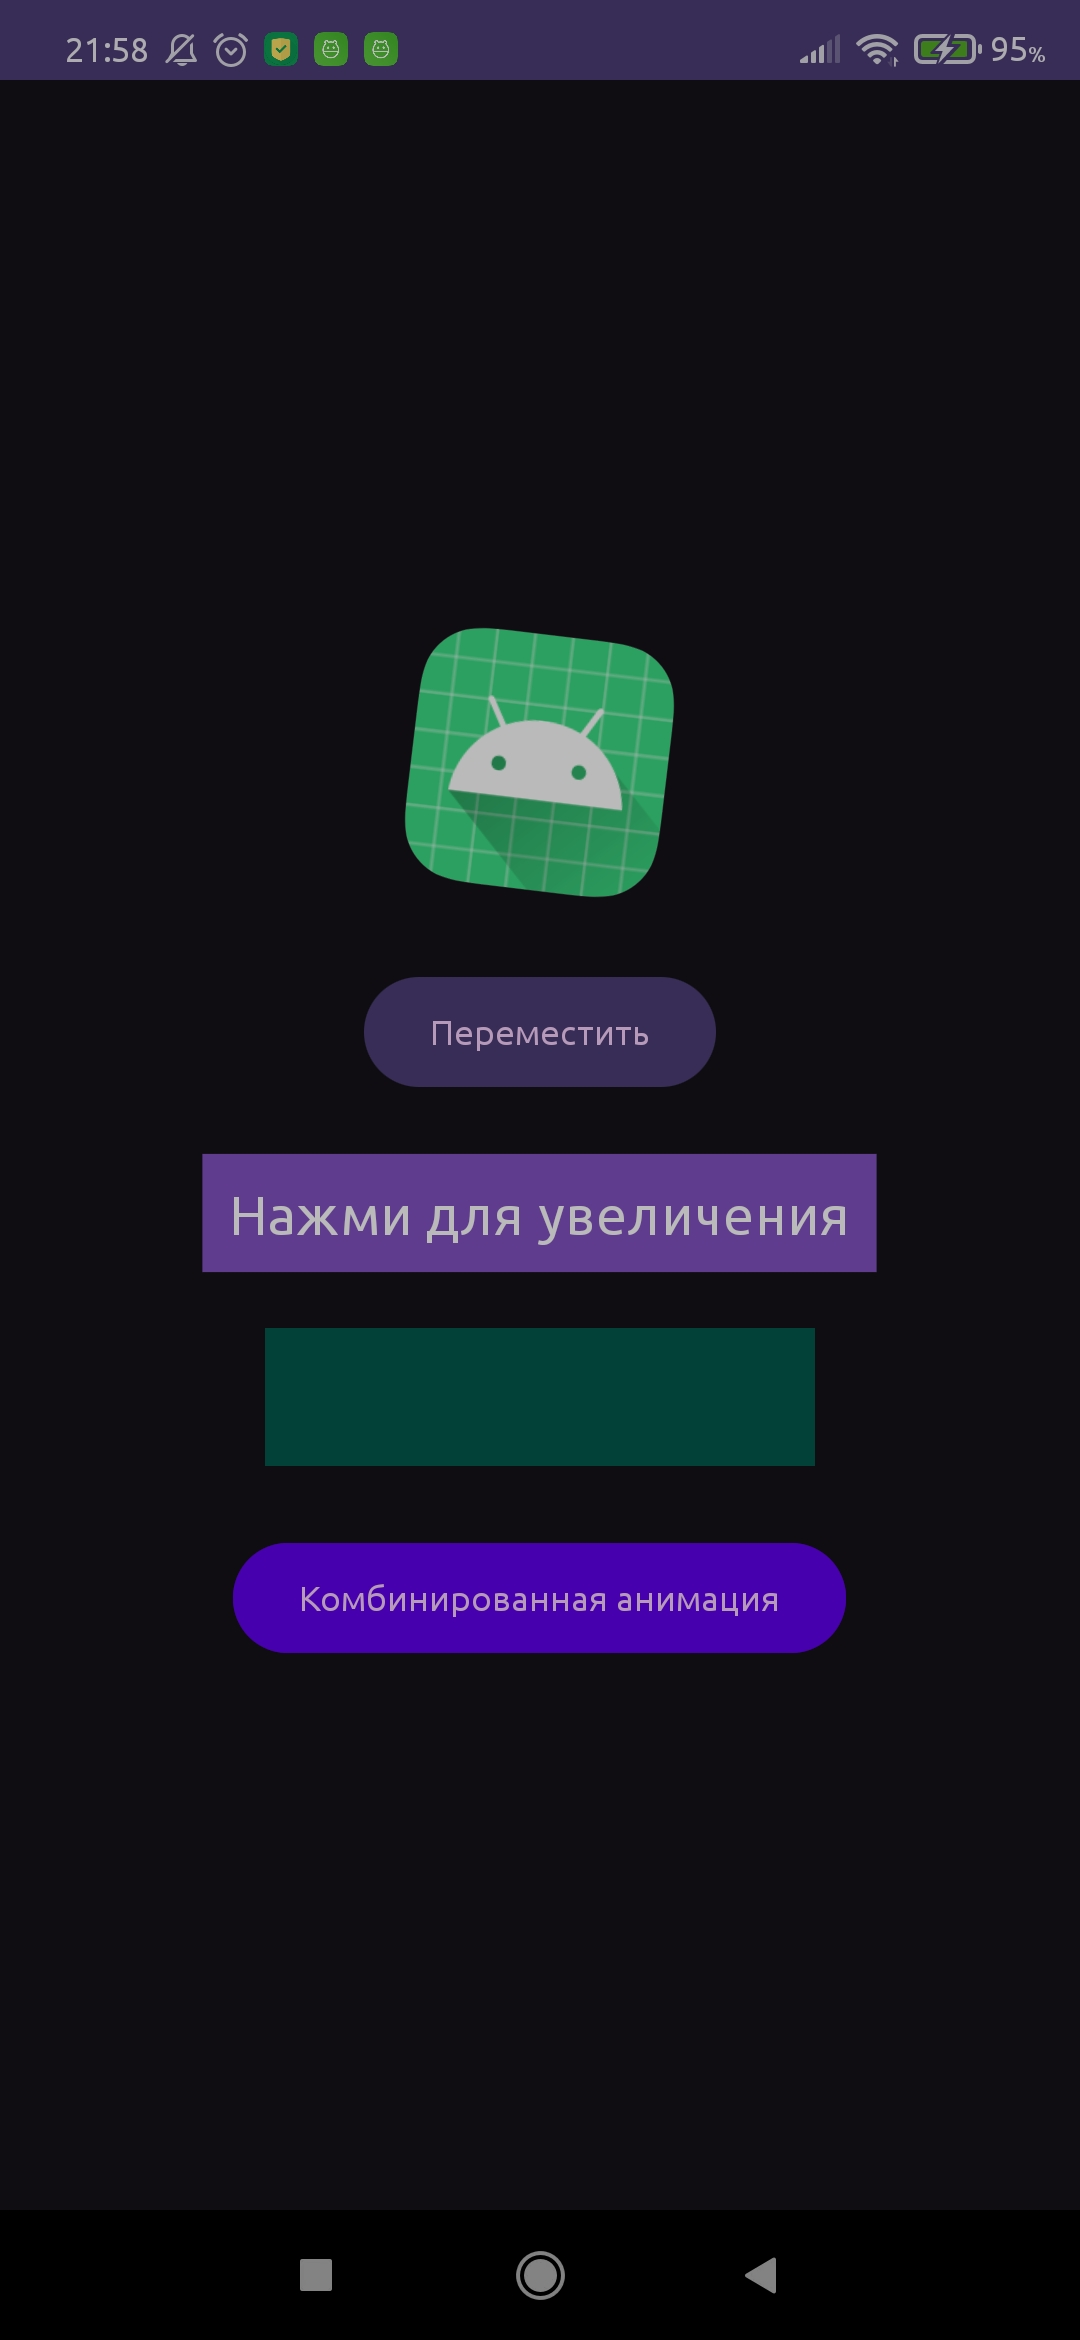 21:58 95%
Переместить
Нажми для увеличения
Комбинированная анимация